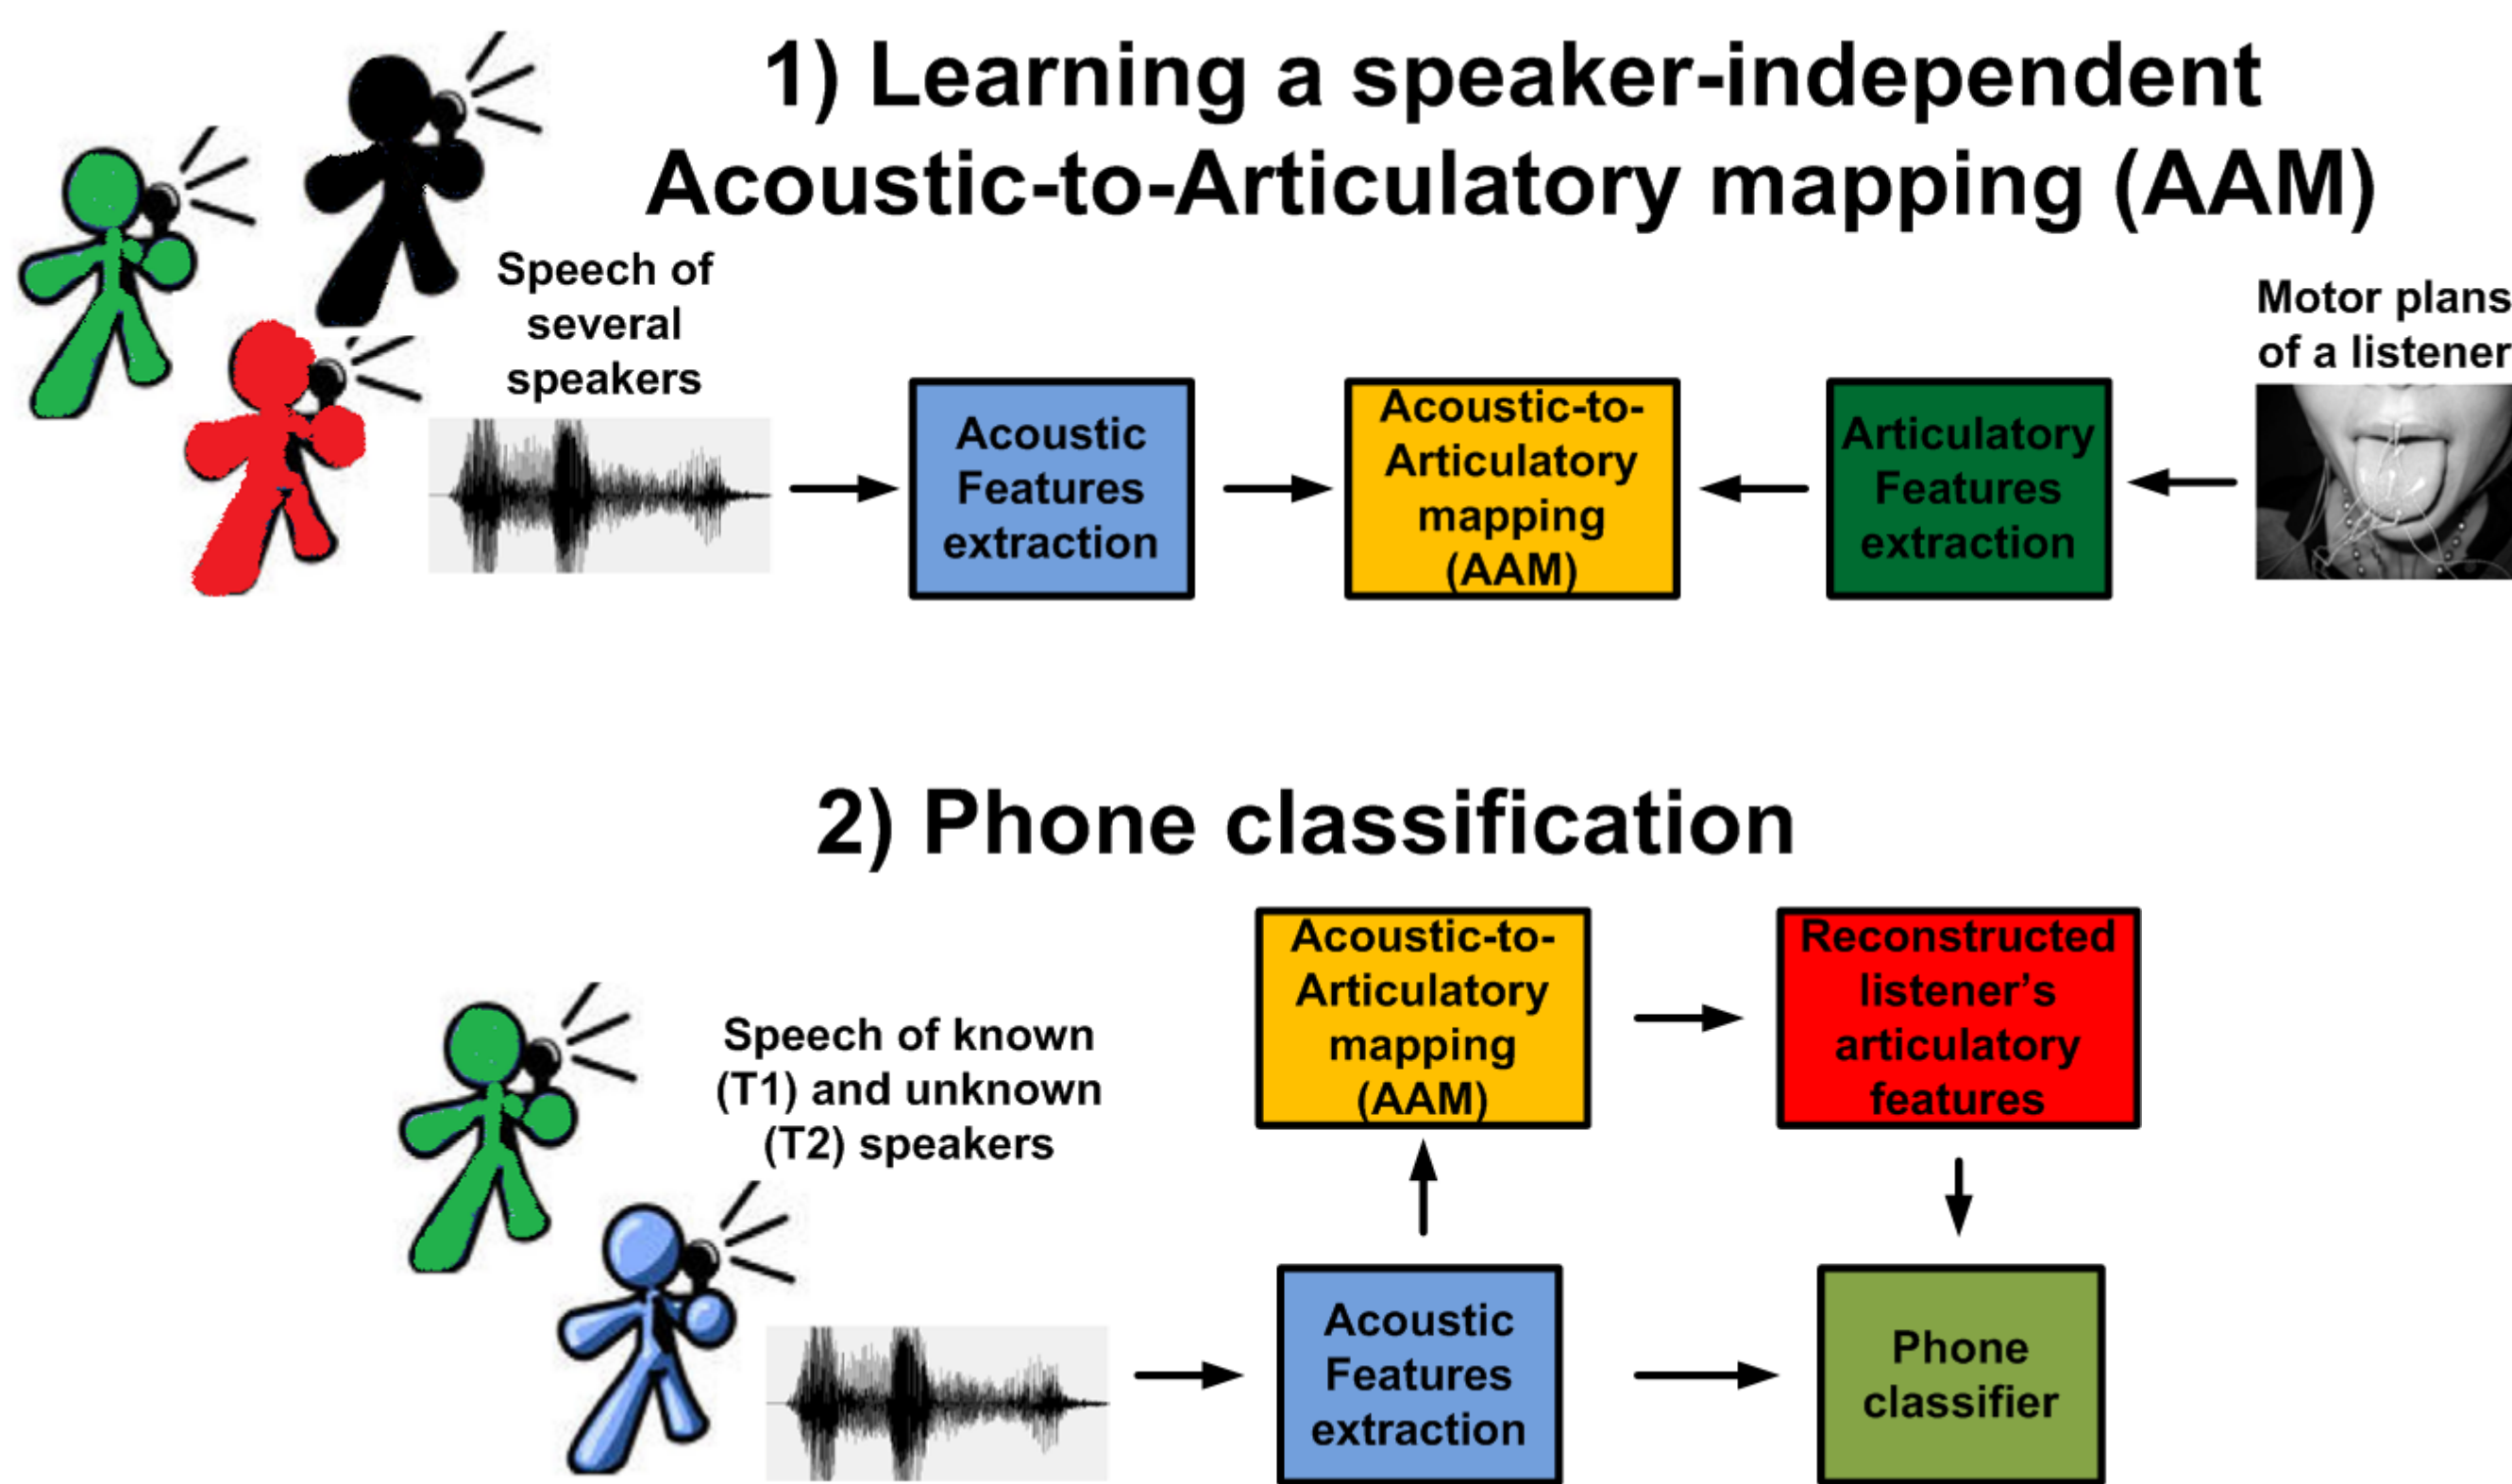 1) Learning a speaker-independent
Acoustic-to-Articulatory mapping (AAM)
Speech of
several
speakers
Acoustic
Features
extraction
Acoustic-to-
Articulatory
mapping
(AAM)
Articulatory
Features
extraction
Motor plans
of a listener
2) Phone classification
Speech of known
(T1) and unknown
(T2) speakers
Acoustic-to-
Articulatory
mapping
(AAM)
Reconstructed
listener’s
articulatory
features
Acoustic
Features
extraction
Phone
classifier